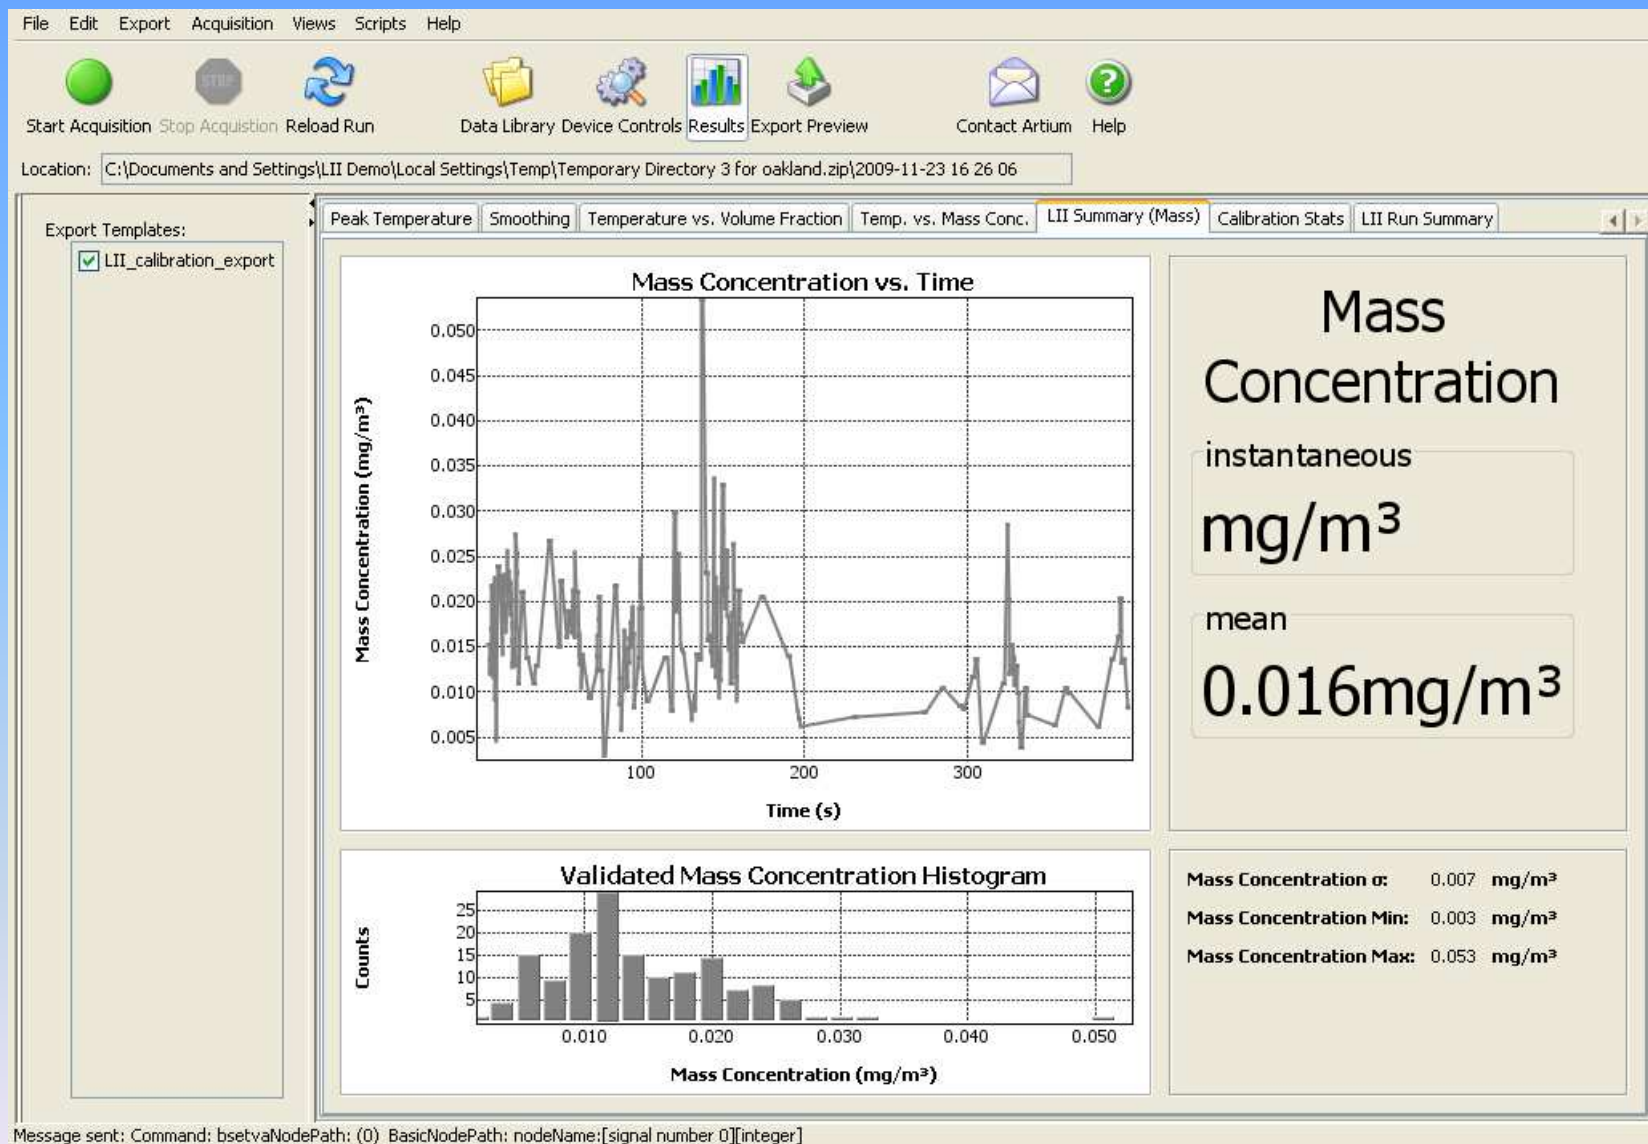 File Edit Export Acquisition Views Scripts Help
STOP
Start Acquisition Stop Acquistion Reload Run Data Library Device Controls Results Export Preview Contact Artium Help
Location: C:\Documents and Settings\LII Demo\Local Settings\Temp\Temporary Directory 3 for oakland.zip\2009-11-23 16 26 06
Export Templates:
LII_calibration_export
Peak Temperature Smoothing Temperature vs. Volume Fraction Temp. vs. Mass Conc. LII Summary (Mass) Calibration Stats LII Run Summary
Mass Concentration vs. Time
Mass Concentration (mg/m³)
0.050
0.045
0.040
0.035
0.030
0.025
0.020
0.015
0.010
0.005
100 200 300
Time (s)
Mass
Concentration
instantaneous
mg/m³
mean
0.016mg/m³
Validated Mass Concentration Histogram
Counts
25
20
15
10
5
0.010 0.020 0.030 0.040 0.050
Mass Concentration (mg/m³)
Mass Concentration σ: 0.007 mg/m³
Mass Concentration Min: 0.003 mg/m³
Mass Concentration Max: 0.053 mg/m³
Message sent: Command: bsetvaNodePath: (0) BasicNodePath: nodeName:[signal number 0][integer]